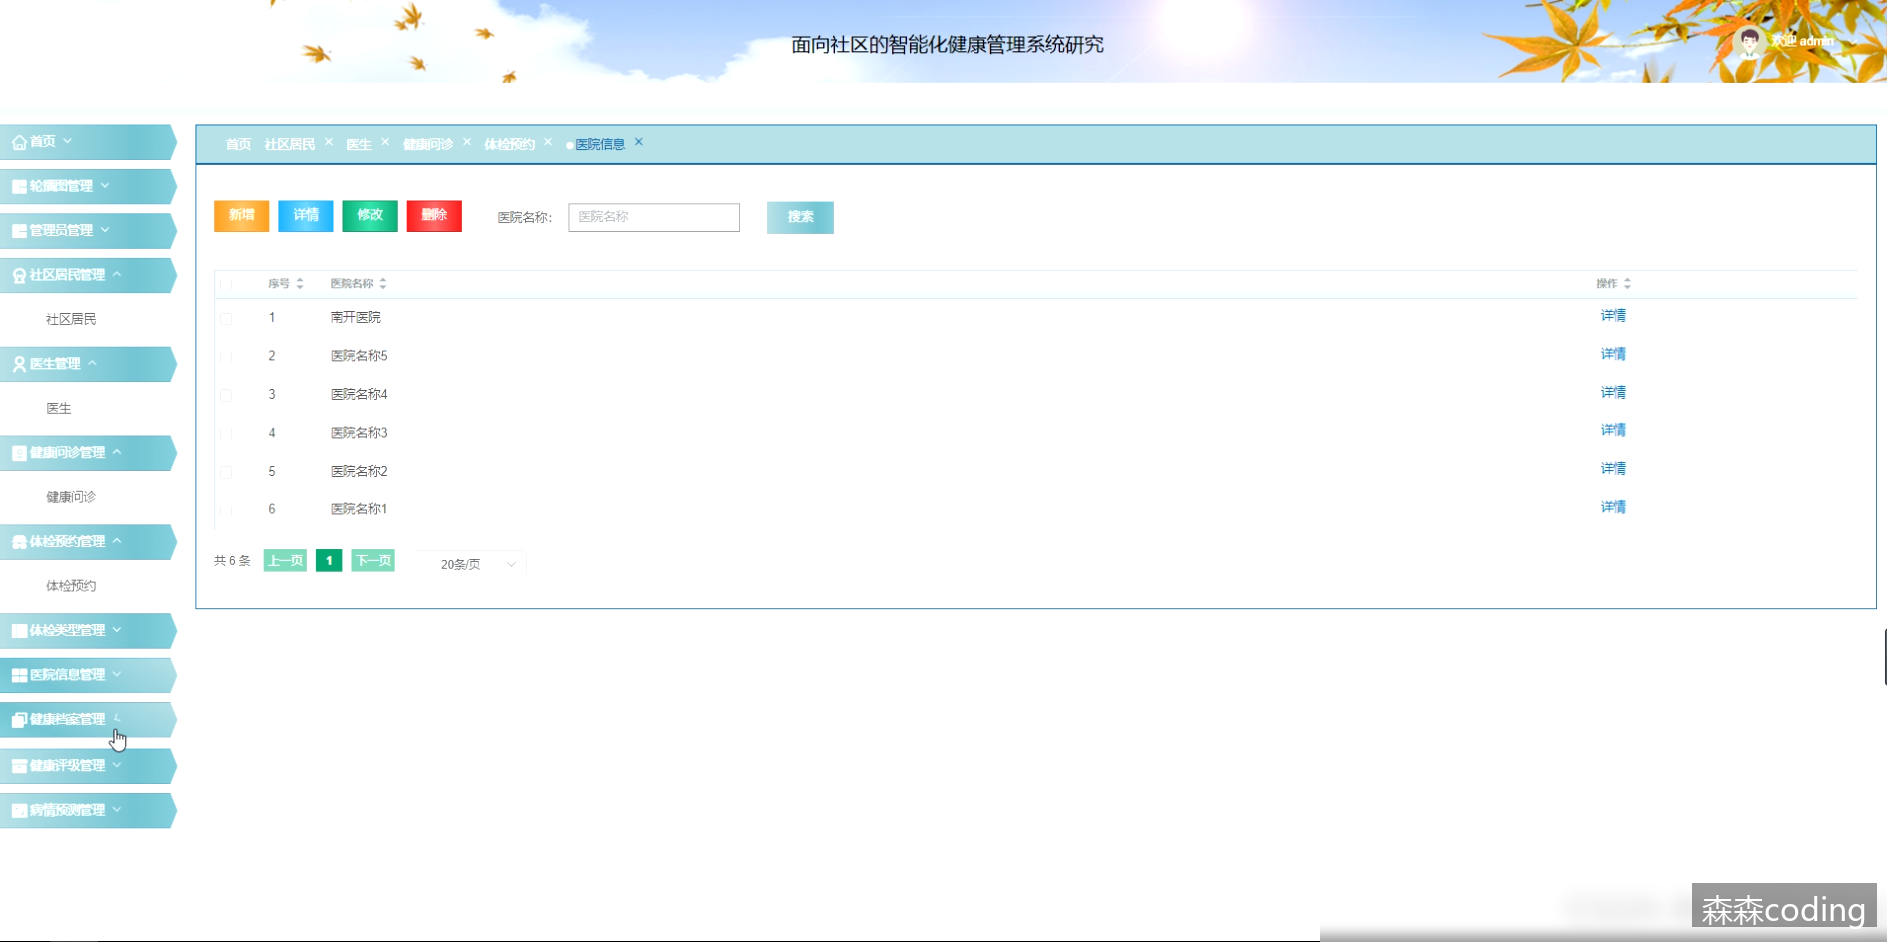 面向社区的智能化健康管理系统研究
欢迎 admin
首页
轮播图管理
管理员管理
社区居民管理
社区居民
医生管理
医生
健康问诊管理
健康问诊
体检预约管理
体检预约
体检类型管理
医院信息管理
健康档案管理
健康评级管理
病情预测管理
首页 社区居民 × 医生 × 健康问诊 × 体检预约 × 医院信息 ×
新增 详情 修改 删除 医院名称： 医院名称 搜索
序号 医院名称 操作
1 南开医院 详情
2 医院名称5 详情
3 医院名称4 详情
4 医院名称3 详情
5 医院名称2 详情
6 医院名称1 详情
共 6 条 上一页 1 下一页 20条/页
森森coding